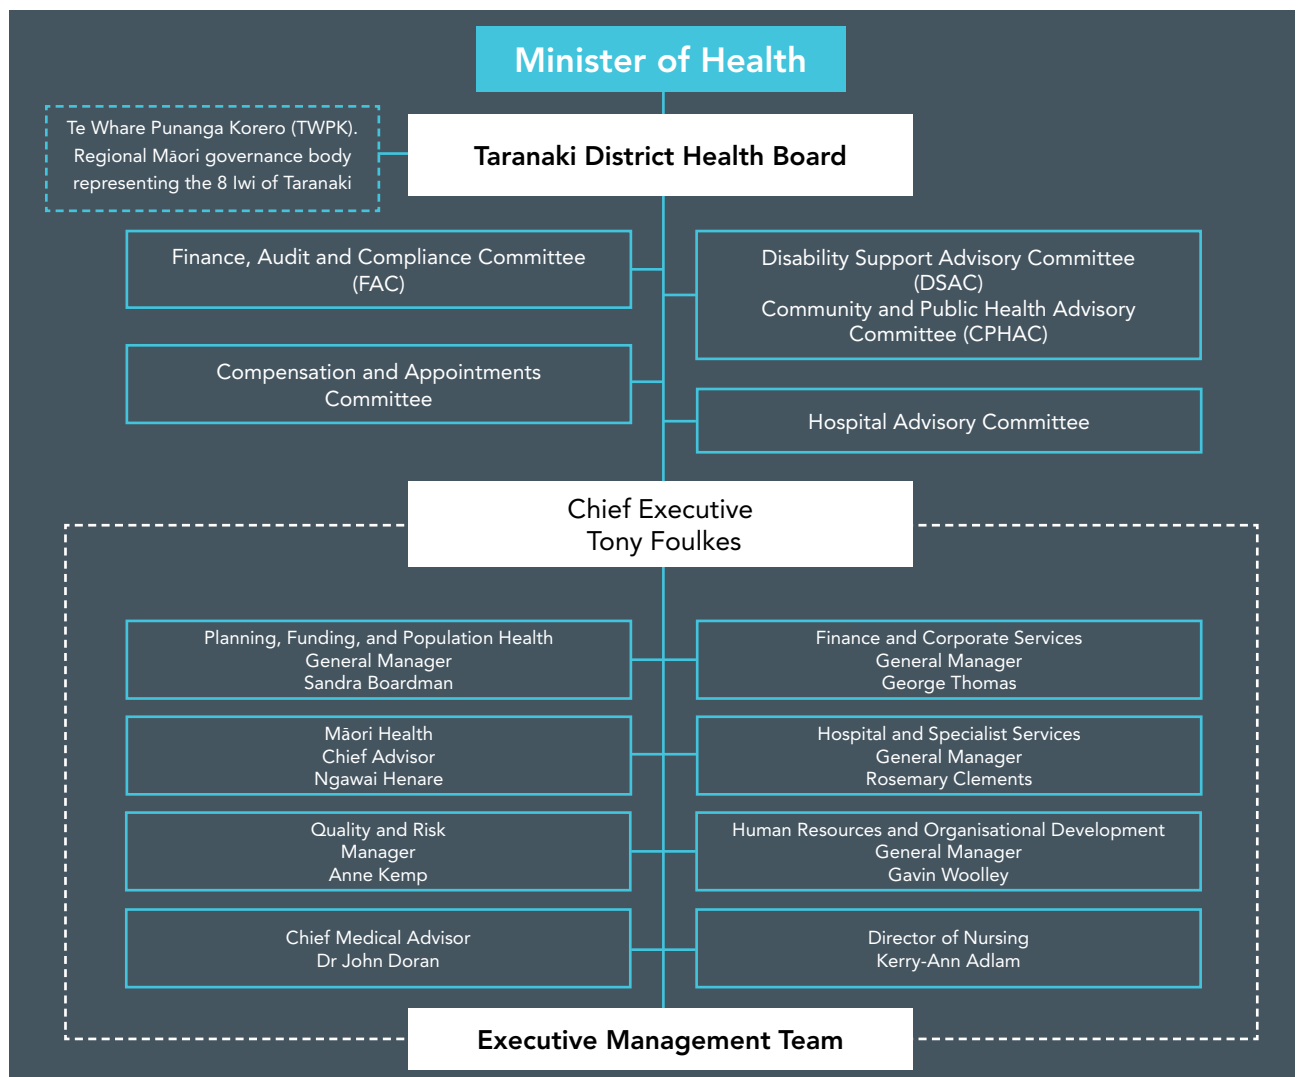 Minister of Health
Te Whare Punanga Korero (TWPK).
Regional Māori governance body
representing the 8 Iwi of Taranaki
Taranaki District Health Board
Finance, Audit and Compliance Committee
(FAC)
Disability Support Advisory Committee
(DSAC)
Community and Public Health Advisory
Committee (CPHAC)
Compensation and Appointments
Committee
Hospital Advisory Committee
Chief Executive
Tony Foulkes
Planning, Funding, and Population Health
General Manager
Sandra Boardman
Finance and Corporate Services
General Manager
George Thomas
Māori Health
Chief Advisor
Ngawai Henare
Hospital and Specialist Services
General Manager
Rosemary Clements
Quality and Risk
Manager
Anne Kemp
Human Resources and Organisational Development
General Manager
Gavin Woolley
Chief Medical Advisor
Dr John Doran
Director of Nursing
Kerry-Ann Adlam
Executive Management Team